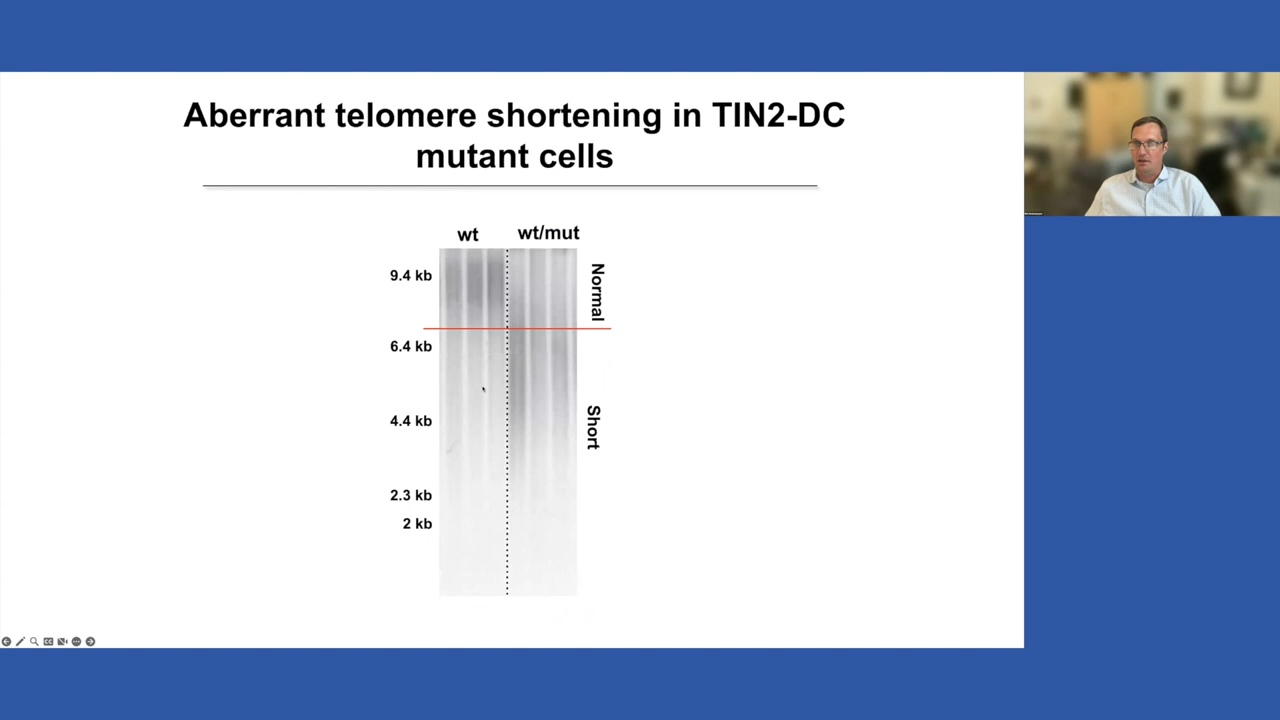 Aberrant telomere shortening in TIN2-DC
mutant cells
wt
wt/mut
9.4 kb
Normal
6.4 kb
4.4 kb
Short
2.3 kb
2 kb